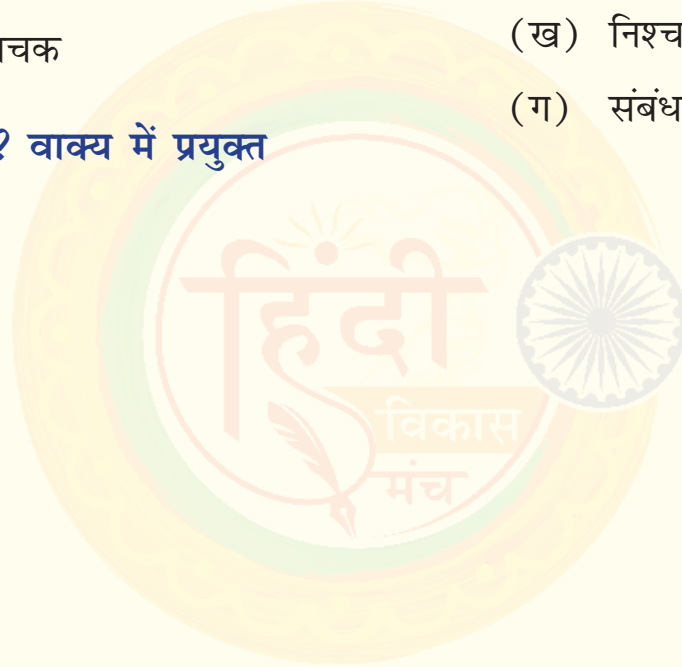 ाचक
? वाक्य में प्रयुक्त
(ख) निश्च
(ग) संबंध
हिंदी
विकास
मंच